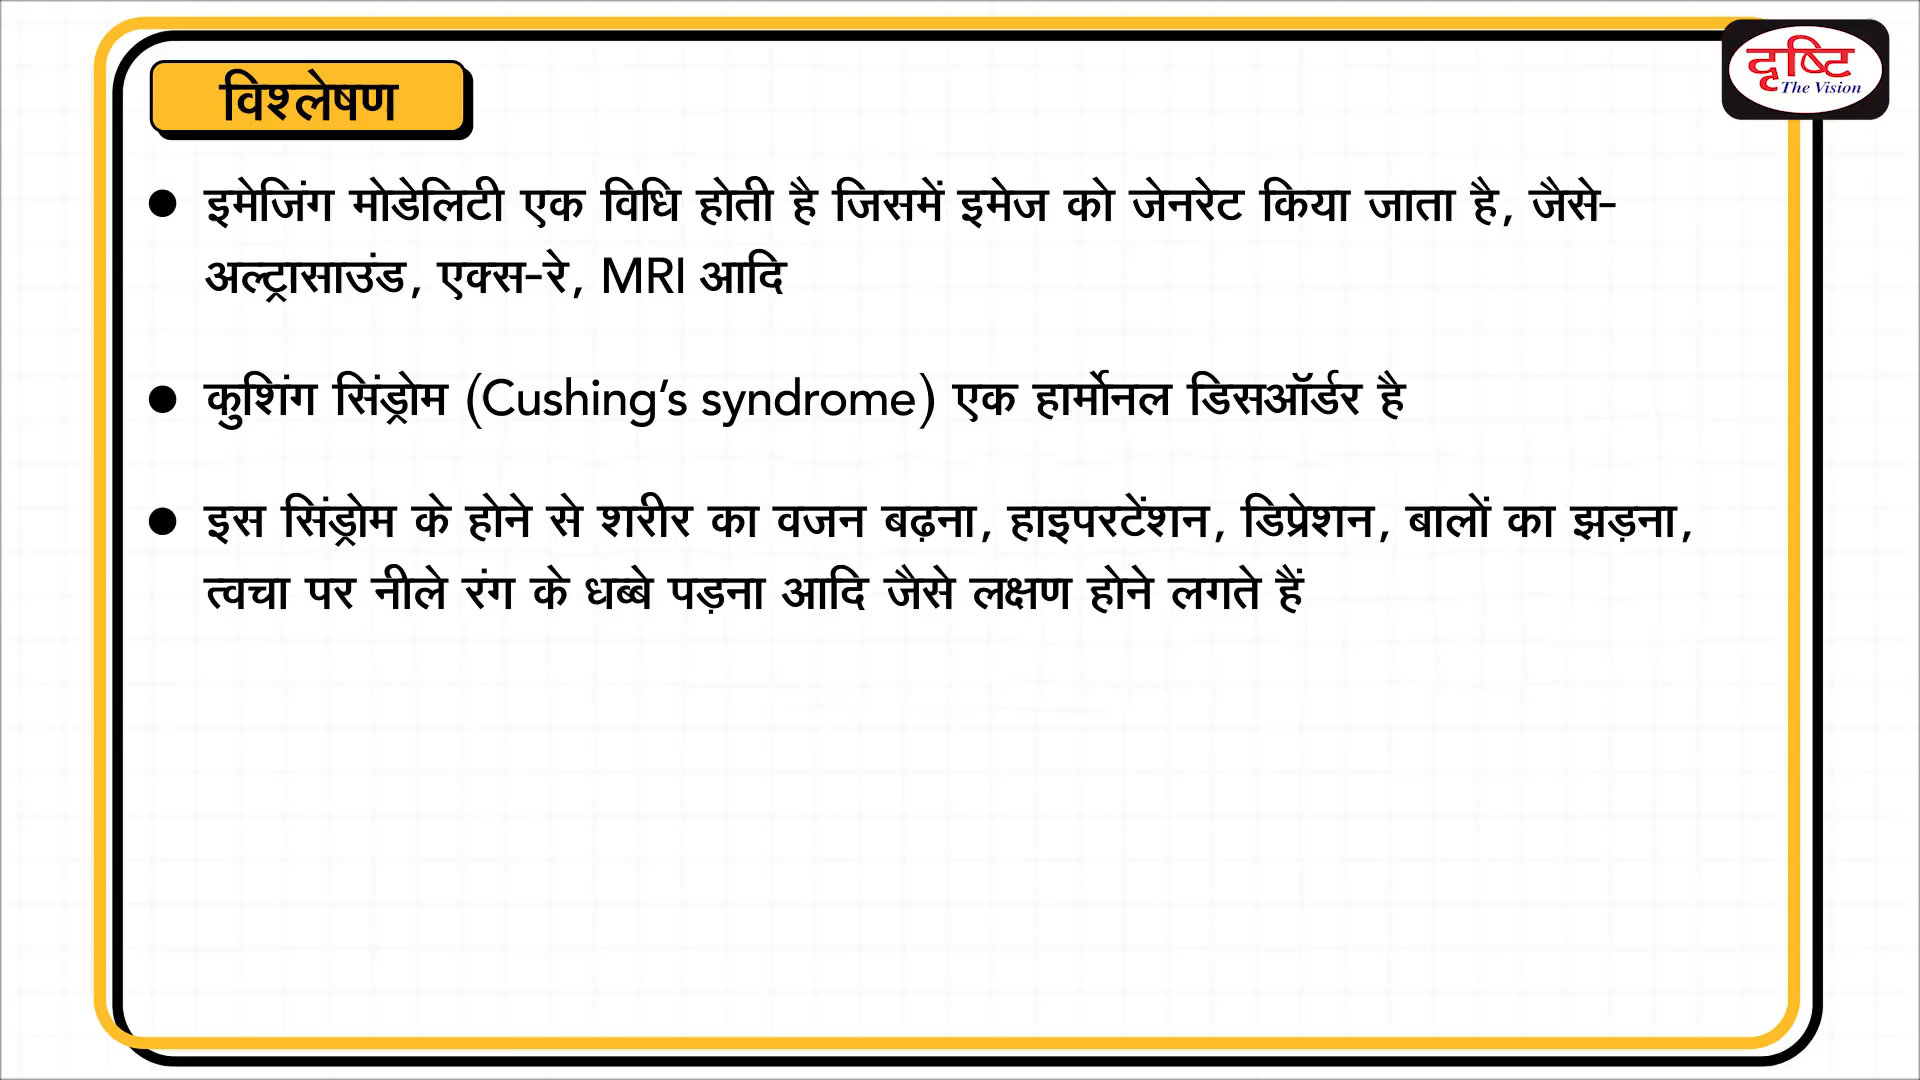 दृष्टि
The Vision
विश्लेषण
● इमेजिंग मोडेलिटी एक विधि होती है जिसमें इमेज को जेनरेट किया जाता है, जैसे-
अल्ट्रासाउंड, एक्स-रे, MRI आदि
● कुशिंग सिंड्रोम (Cushing's syndrome) एक हार्मोनल डिसऑर्डर है
● इस सिंड्रोम के होने से शरीर का वजन बढ़ना, हाइपरटेंशन, डिप्रेशन, बालों का झड़ना,
त्वचा पर नीले रंग के धब्बे पड़ना आदि जैसे लक्षण होने लगते हैं